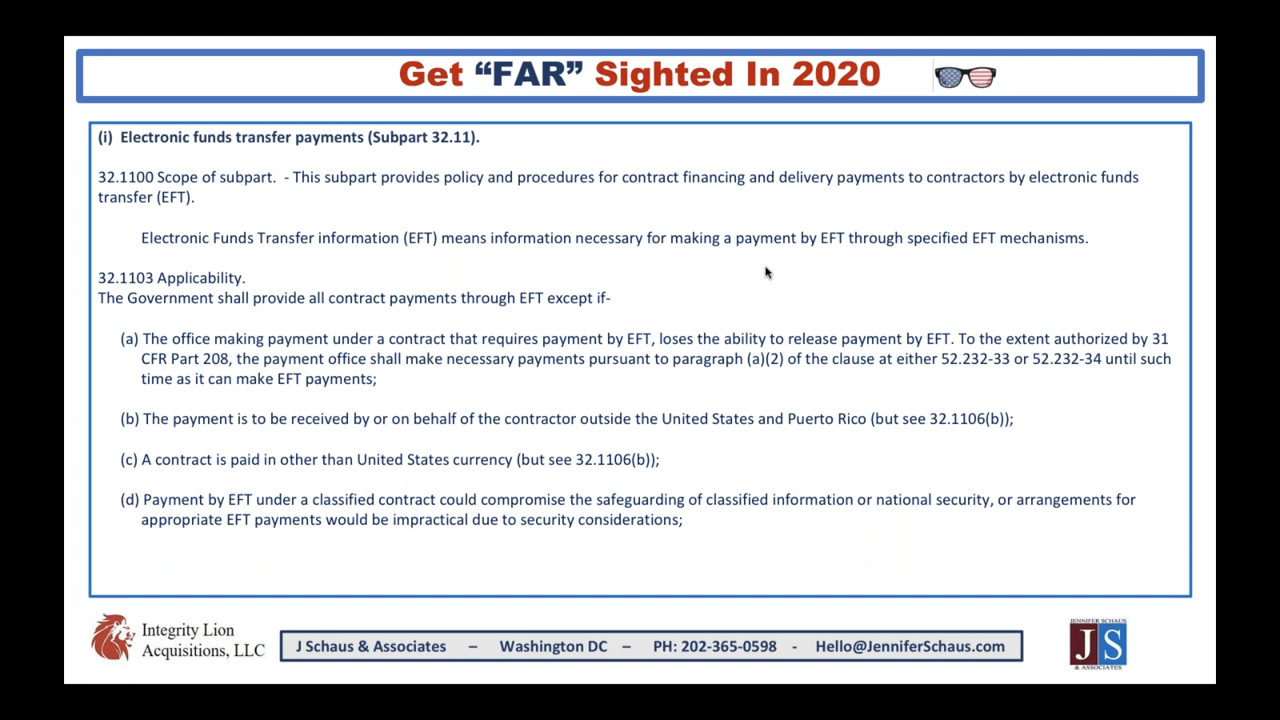 Get “FAR” Sighted In 2020
(i) Electronic funds transfer payments (Subpart 32.11).
32.1100 Scope of subpart. - This subpart provides policy and procedures for contract financing and delivery payments to contractors by electronic funds
transfer (EFT).
Electronic Funds Transfer information (EFT) means information necessary for making a payment by EFT through specified EFT mechanisms.
32.1103 Applicability.
The Government shall provide all contract payments through EFT except if-
(a) The office making payment under a contract that requires payment by EFT, loses the ability to release payment by EFT. To the extent authorized by 31
CFR Part 208, the payment office shall make necessary payments pursuant to paragraph (a)(2) of the clause at either 52.232-33 or 52.232-34 until such
time as it can make EFT payments;
(b) The payment is to be received by or on behalf of the contractor outside the United States and Puerto Rico (but see 32.1106(b));
(c) A contract is paid in other than United States currency (but see 32.1106(b));
(d) Payment by EFT under a classified contract could compromise the safeguarding of classified information or national security, or arrangements for
appropriate EFT payments would be impractical due to security considerations;
Integrity Lion
Acquisitions, LLC
J Schaus & Associates – Washington DC – PH: 202-365-0598 - Hello@JenniferSchaus.com
JENNIFER SCHAUS
J S
& ASSOCIATES